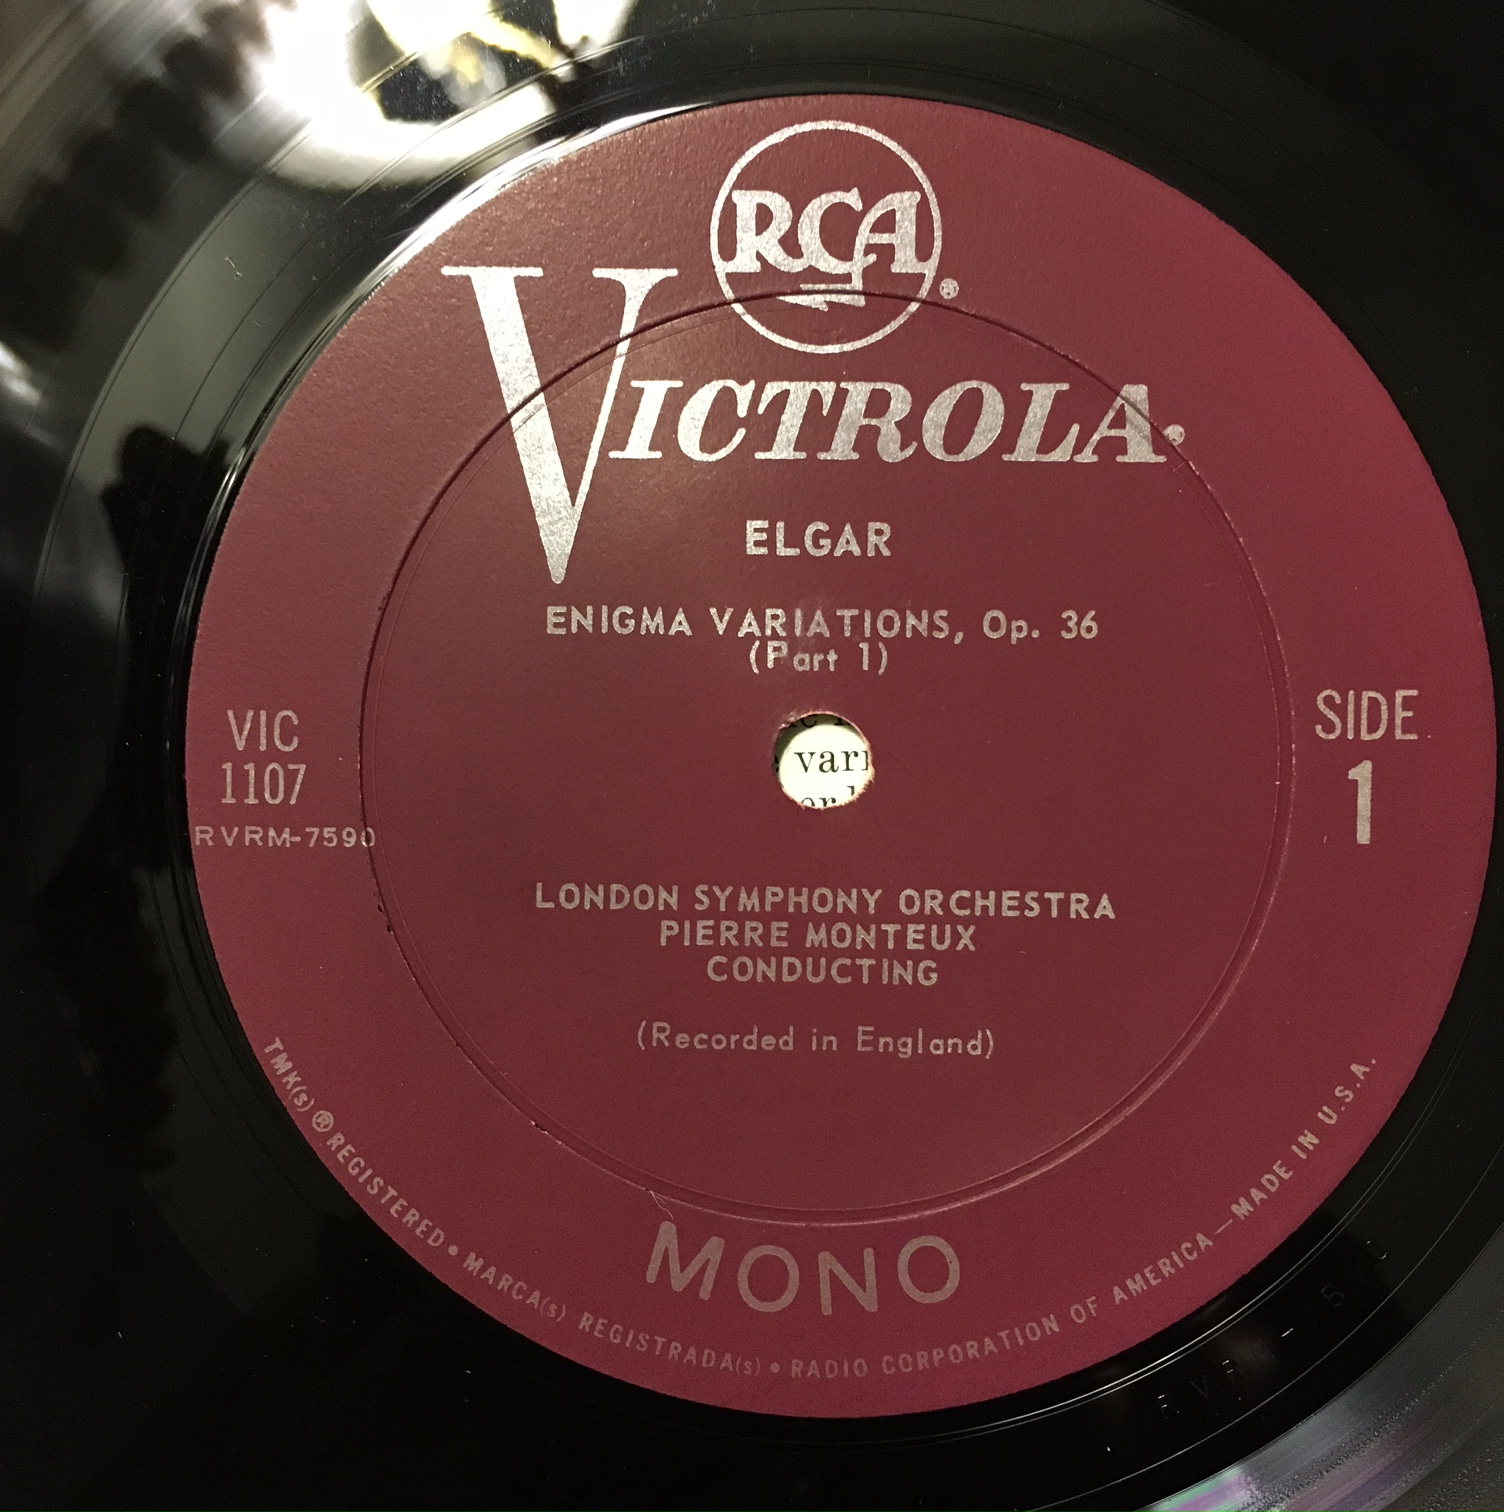 RCA
®
VICTROLA.
ELGAR
ENIGMA VARIATIONS, Op. 36
(Part 1)
VIC
1107
RVRM-7590
SIDE
1
LONDON SYMPHONY ORCHESTRA
PIERRE MONTEUX
CONDUCTING
(Recorded in England)
MONO
TMK(s) ® REGISTERED • MARCA(s) REGISTRADA(s) • RADIO CORPORATION OF AMERICA — MADE IN U.S.A.